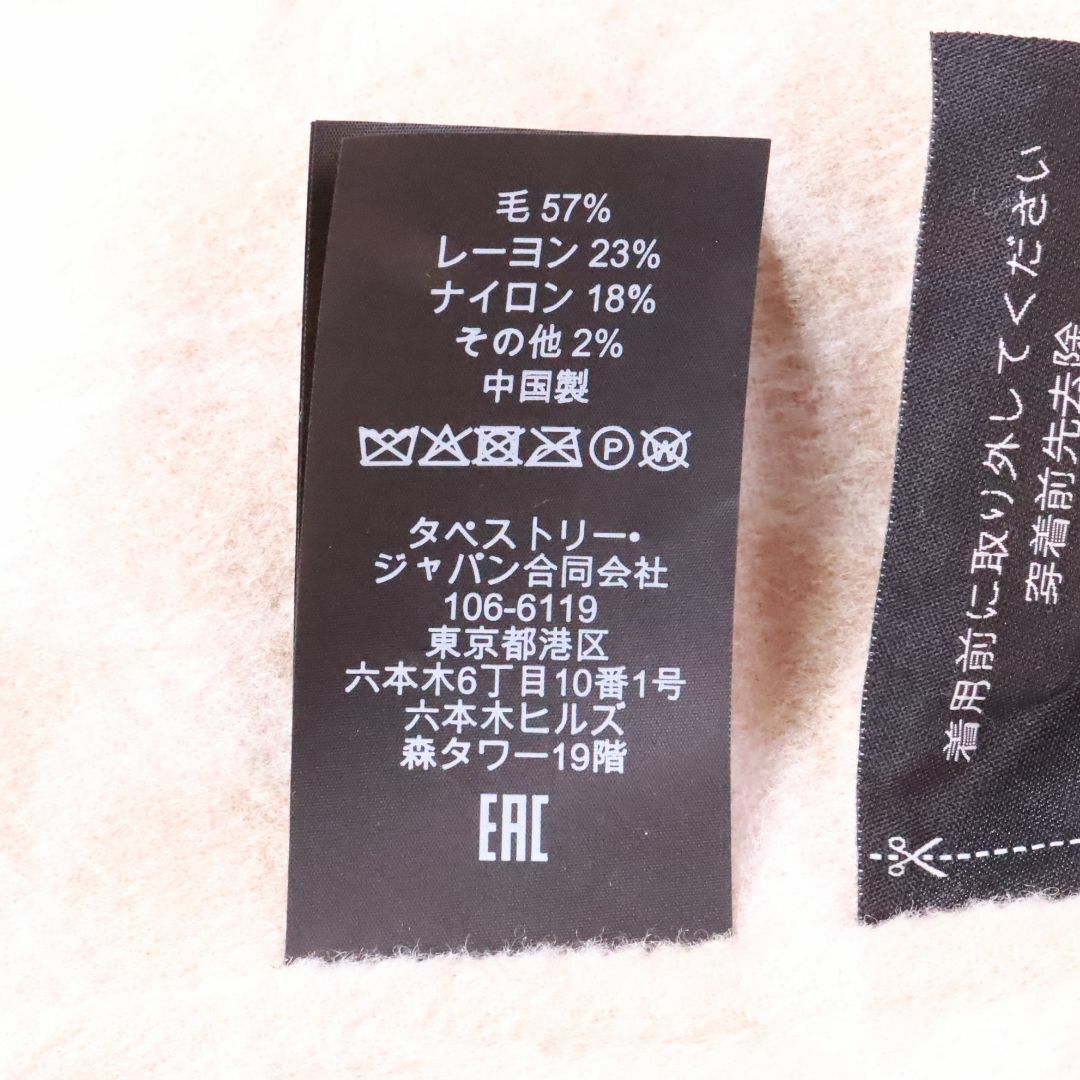 毛 57%
レーヨン 23%
ナイロン 18%
その他 2%
中国製
P W
タペストリー・
ジャパン合同会社
106-6119
東京都港区
六本木6丁目10番1号
六本木ヒルズ
森タワー19階
EAC
着用前に取り外してください
穿着前先去除